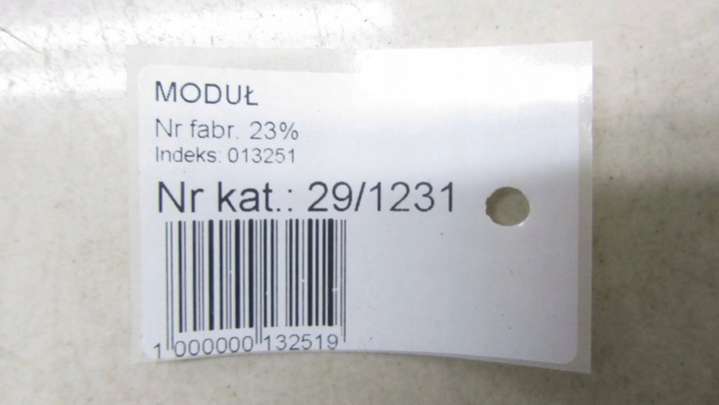 MODUŁ
Nr fabr. 23%
Indeks: 013251
Nr kat.: 29/1231
1 000000 132519